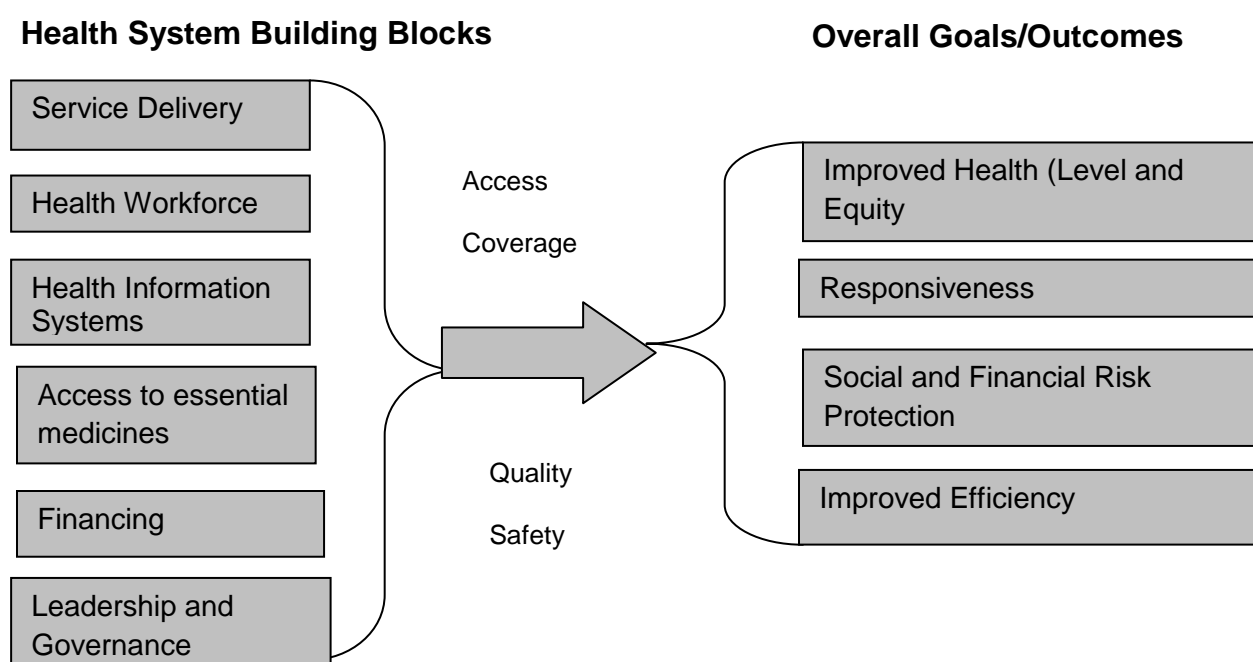 Health System Building Blocks
Service Delivery
Health Workforce
Health Information
Systems
Access to essential
medicines
Financing
Leadership and
Governance
Access
Coverage
Quality
Safety
Overall Goals/Outcomes
Improved Health (Level and
Equity
Responsiveness
Social and Financial Risk
Protection
Improved Efficiency